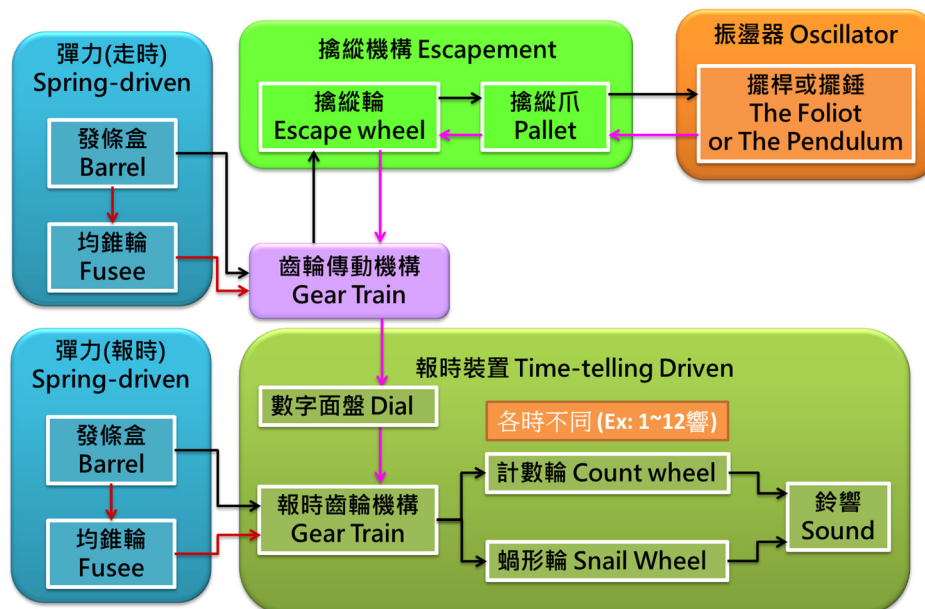 彈力(走時)
Spring-driven
發條盒
Barrel
均錐輪
Fusee
擒縱機構 Escapement
擒縱輪
Escape wheel
擒縱爪
Pallet
振盪器 Oscillator
擺桿或擺錘
The Foliot
or The Pendulum
齒輪傳動機構
Gear Train
彈力(報時)
Spring-driven
發條盒
Barrel
均錐輪
Fusee
報時裝置 Time-telling Driven
數字面盤 Dial
各時不同 (Ex: 1~12響)
報時齒輪機構
Gear Train
計數輪 Count wheel
蝸形輪 Snail Wheel
鈴響
Sound